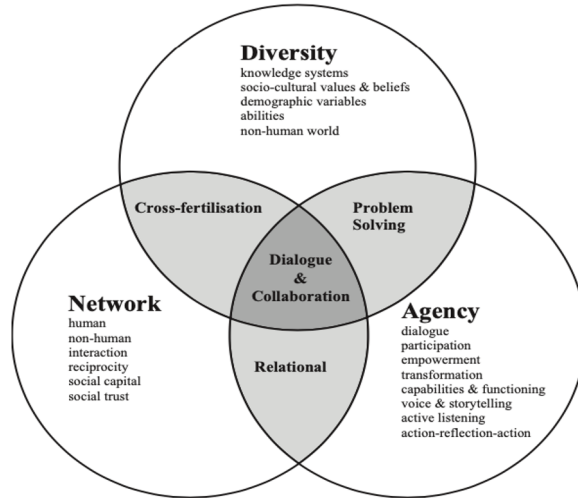 Diversity
knowledge systems
socio-cultural values & beliefs
demographic variables
abilities
non-human world
Cross-fertilisation
Problem
Solving
Dialogue
&
Collaboration
Network
human
non-human
interaction
reciprocity
social capital
social trust
Agency
dialogue
participation
empowerment
transformation
capabilities & functioning
voice & storytelling
active listening
action-reflection-action
Relational